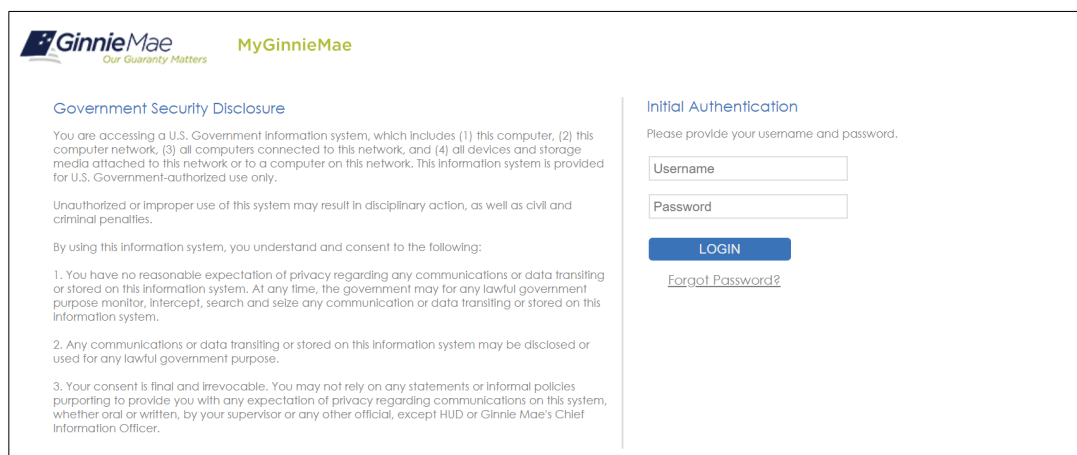 GinnieMae
Our Guaranty Matters
MyGinnieMae
Government Security Disclosure
You are accessing a U.S. Government information system, which includes (1) this computer, (2) this
computer network, (3) all computers connected to this network, and (4) all devices and storage
media attached to this network or to a computer on this network. This information system is provided
for U.S. Government-authorized use only.
Unauthorized or improper use of this system may result in disciplinary action, as well as civil and
criminal penalties.
By using this information system, you understand and consent to the following:
1. You have no reasonable expectation of privacy regarding any communications or data transiting
or stored on this information system. At any time, the government may for any lawful government
purpose monitor, intercept, search and seize any communication or data transiting or stored on this
information system.
2. Any communications or data transiting or stored on this information system may be disclosed or
used for any lawful government purpose.
3. Your consent is final and irrevocable. You may not rely on any statements or informal policies
purporting to provide you with any expectation of privacy regarding communications on this system,
whether oral or written, by your supervisor or any other official, except HUD or Ginnie Mae's Chief
Information Officer.
Initial Authentication
Please provide your username and password.
Username
Password
LOGIN
Forgot Password?